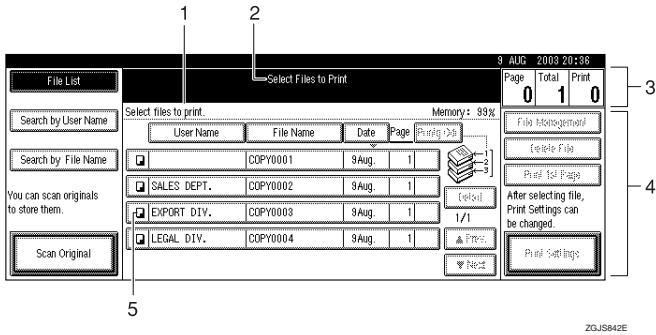 1
2
9 AUG 2003 20:36
File List
Select Files to Print
Page Total Print
0 1 0
3
Select files to print.
Memory: 99%
Search by User Name
User Name File Name Date Page
File Management
Delete File
Search by File Name
COPY0001 9Aug. 1
1
2
3
Print 1st Page
SALES DEPT. COPY0002 9Aug. 1
You can scan originals
to store them.
After selecting file,
Print Settings can
be changed.
4
EXPORT DIV. COPY0003 9Aug. 1
1/1
LEGAL DIV. COPY0004 9Aug. 1
▲ Prev.
Scan Original
Print Settings
▼ Next
5
ZGJS842E